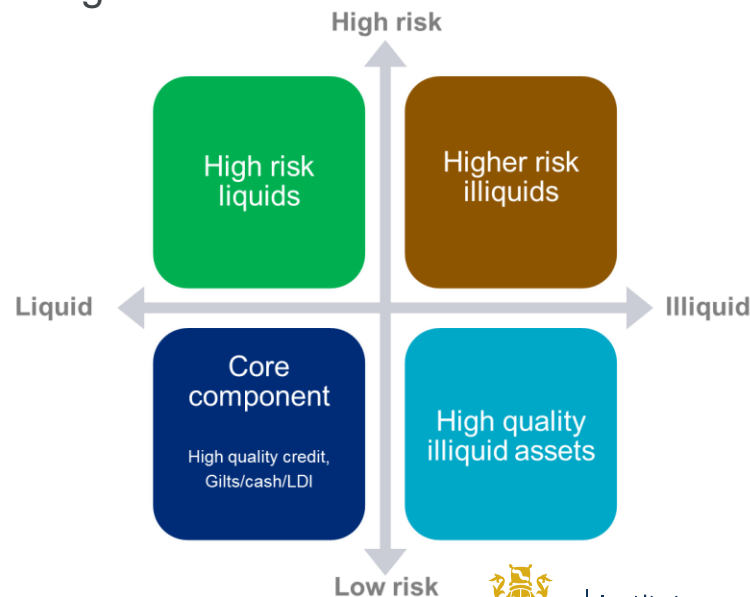 High risk
High risk
liquids
Higher risk
illiquids
Liquid
Illiquid
Core
component
High quality credit,
Gilts/cash/LDI
High quality
illiquid assets
Low risk